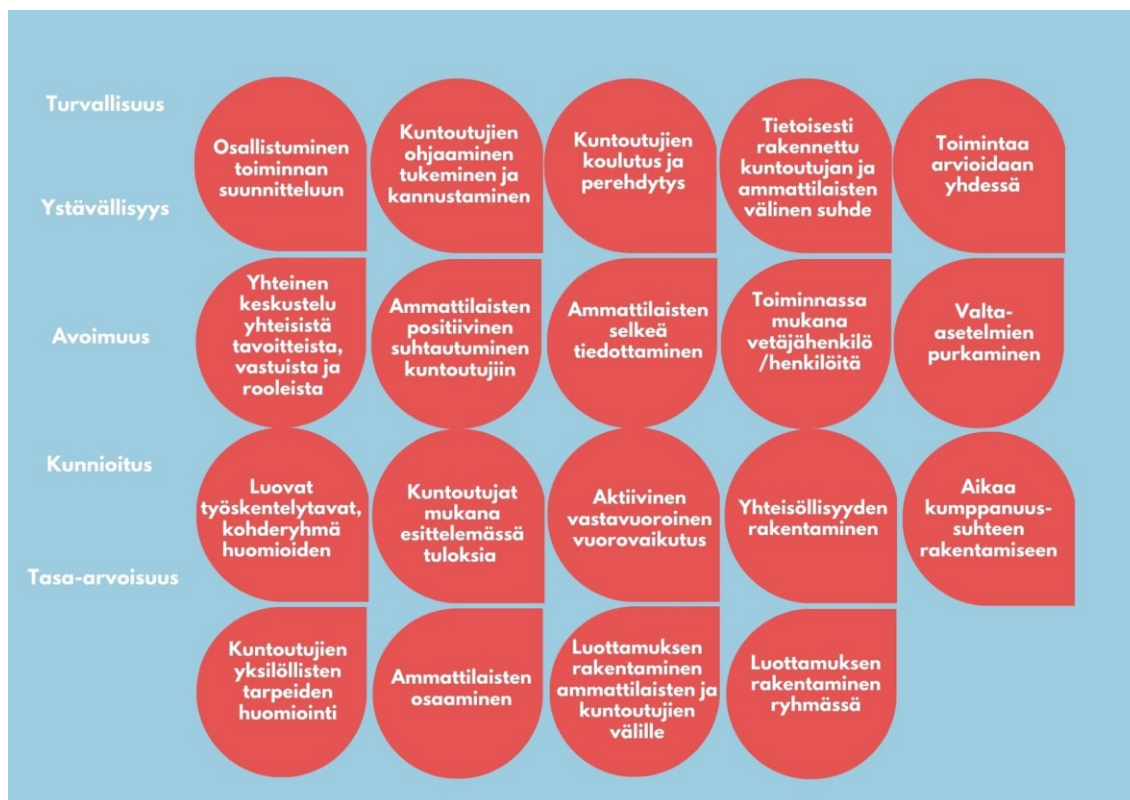 Turvallisuus
Ystävällisyys
Avoimuus
Kunnioitus
Tasa-arvoisuus
Osallistuminen
toiminnan
suunnitteluun
Kuntoutujien
ohjaaminen
tukeminen ja
kannustaminen
Kuntoutujien
koulutus ja
perehdytys
Tietoisesti
rakennettu
kuntoutujan ja
ammattilaisten
välinen suhde
Toimintaa
arvioidaan
yhdessä
Yhteinen
keskustelu
yhteisistä
tavoitteista,
vastuista ja
rooleista
Ammattilaisten
positiivinen
suhtautuminen
kuntoutujiin
Ammattilaisten
selkeä
tiedottaminen
Toiminnassa
mukana
vetäjähenkilö
/henkilöitä
Valta-
asetelmien
purkaminen
Luovat
työskentelytavat,
kohderyhmä
huomioiden
Kuntoutujat
mukana
esittelemässä
tuloksia
Aktiivinen
vastavuoroinen
vuorovaikutus
Yhteisöllisyyden
rakentaminen
Aikaa
kumppanuus-
suhteen
rakentamiseen
Kuntoutujien
yksilöllisten
tarpeiden
huomiointi
Ammattilaisten
osaaminen
Luottamuksen
rakentaminen
ammattilaisten ja
kuntoutujien
välille
Luottamuksen
rakentaminen
ryhmässä